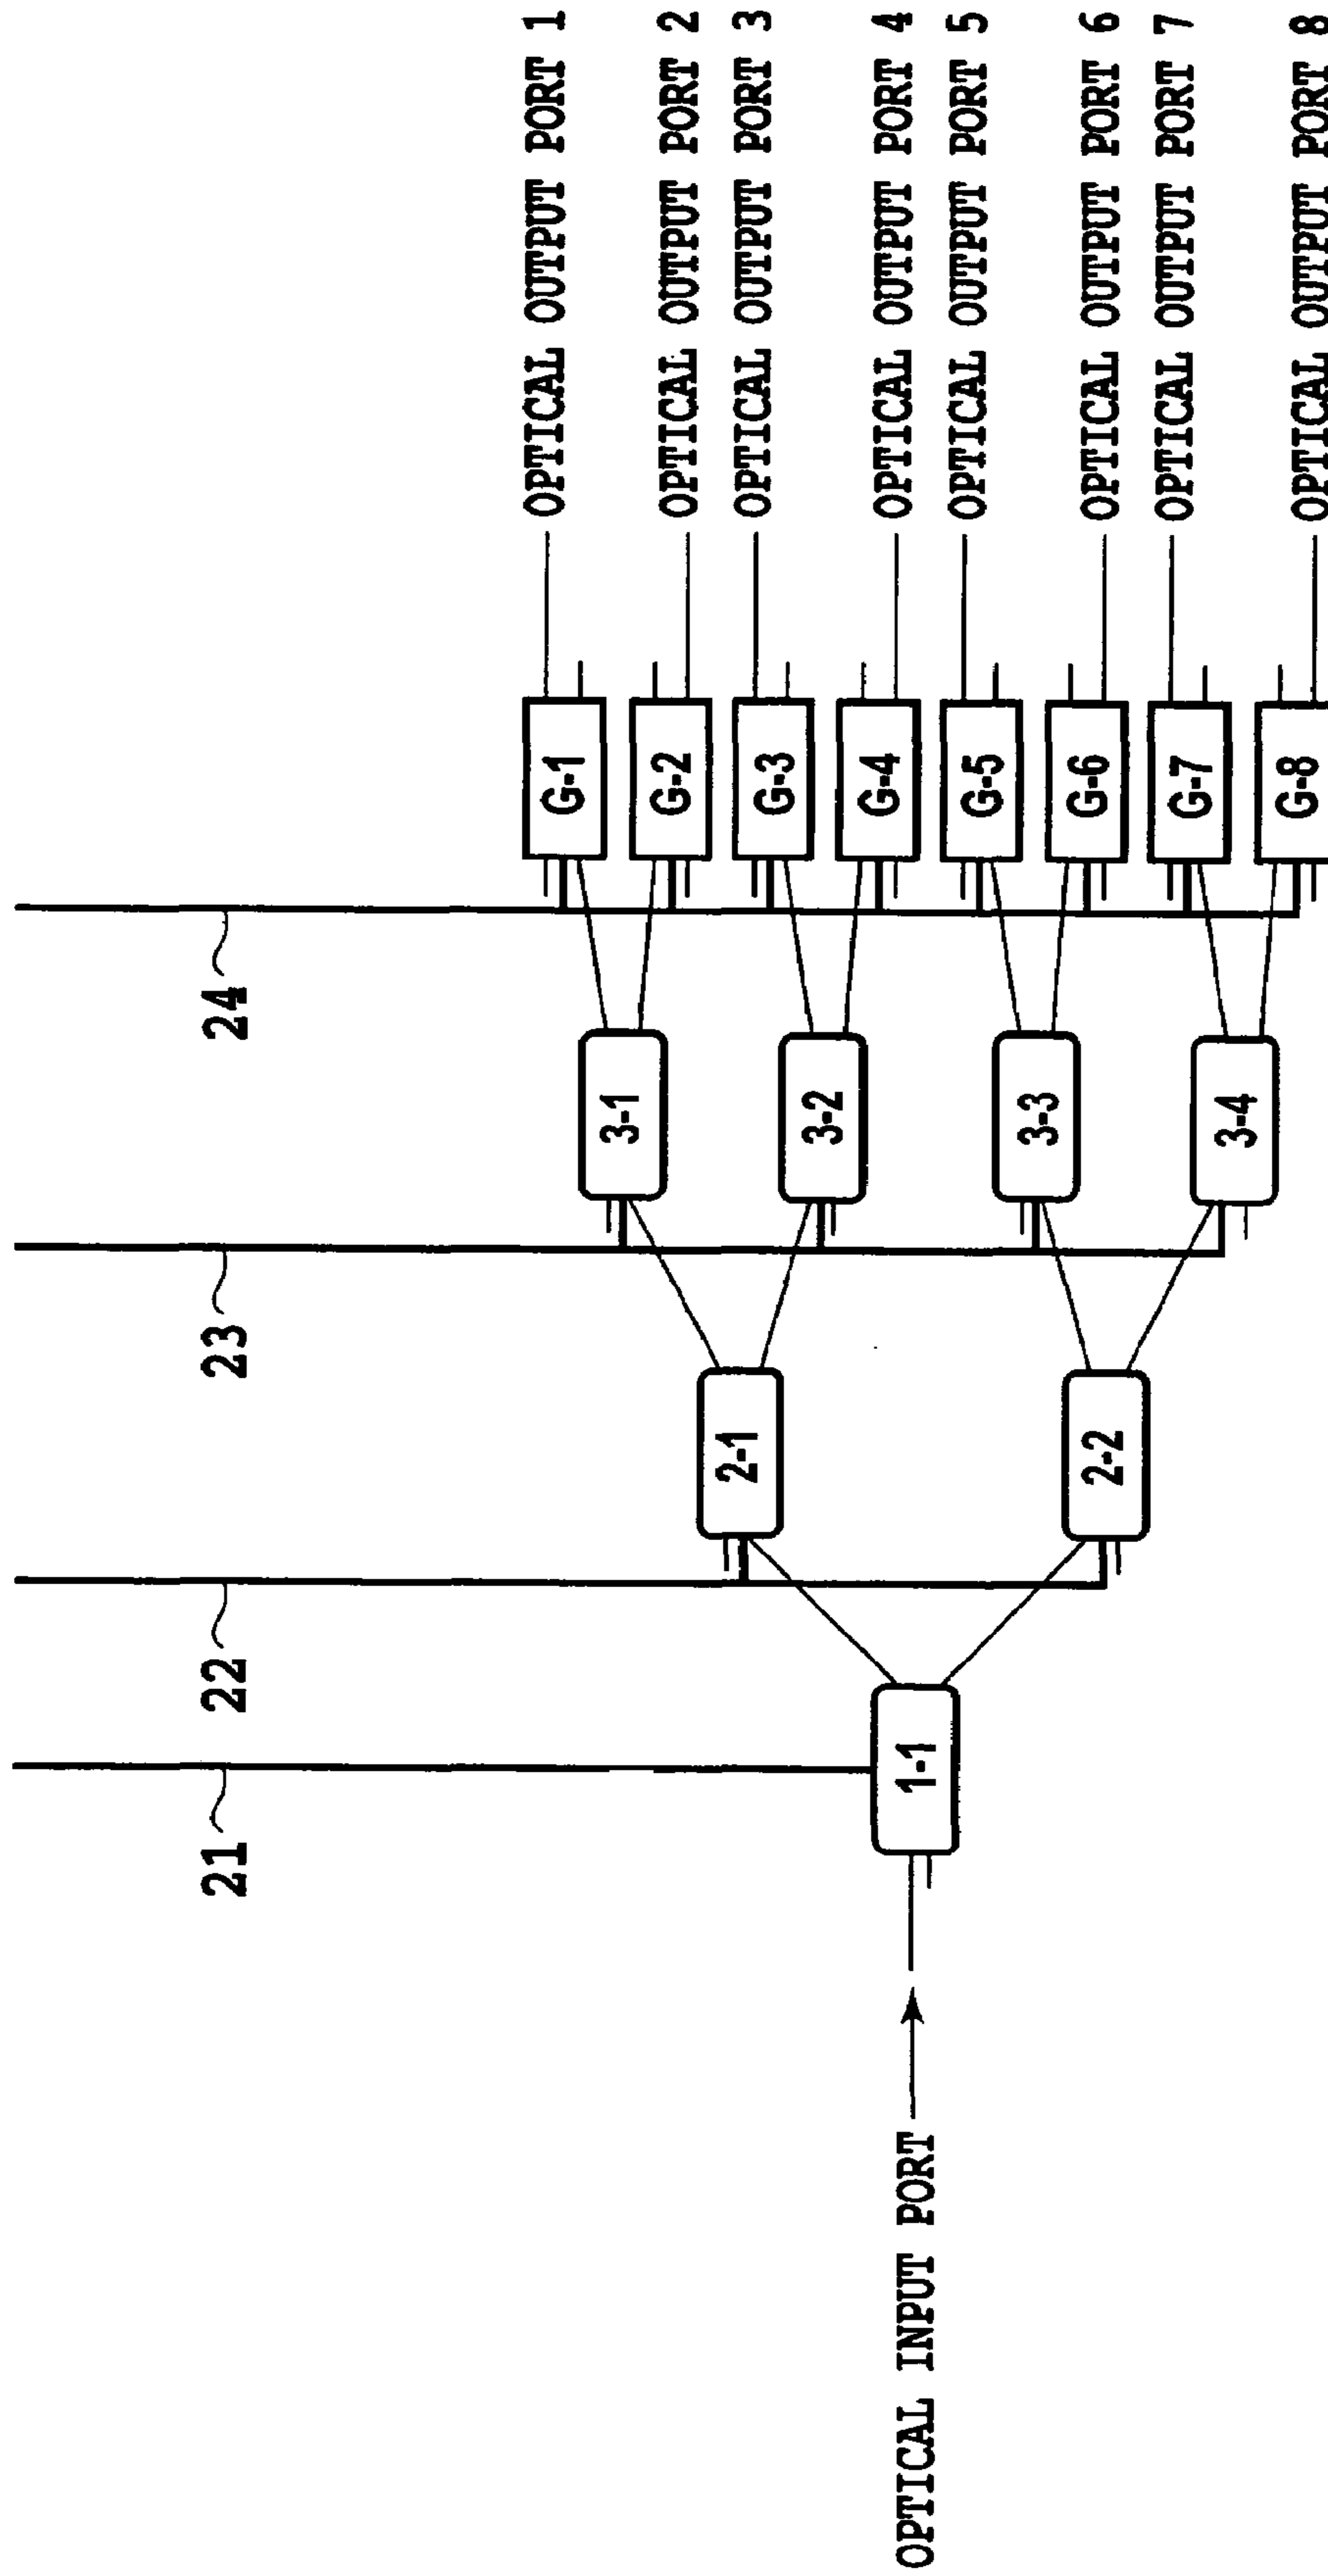 21
22
23
24
OPTICAL INPUT PORT
1-1
2-1
2-2
3-1
3-2
3-3
3-4
G-1
G-2
G-3
G-4
G-5
G-6
G-7
G-8
OPTICAL OUTPUT PORT 1
OPTICAL OUTPUT PORT 2
OPTICAL OUTPUT PORT 3
OPTICAL OUTPUT PORT 4
OPTICAL OUTPUT PORT 5
OPTICAL OUTPUT PORT 6
OPTICAL OUTPUT PORT 7
OPTICAL OUTPUT PORT 8